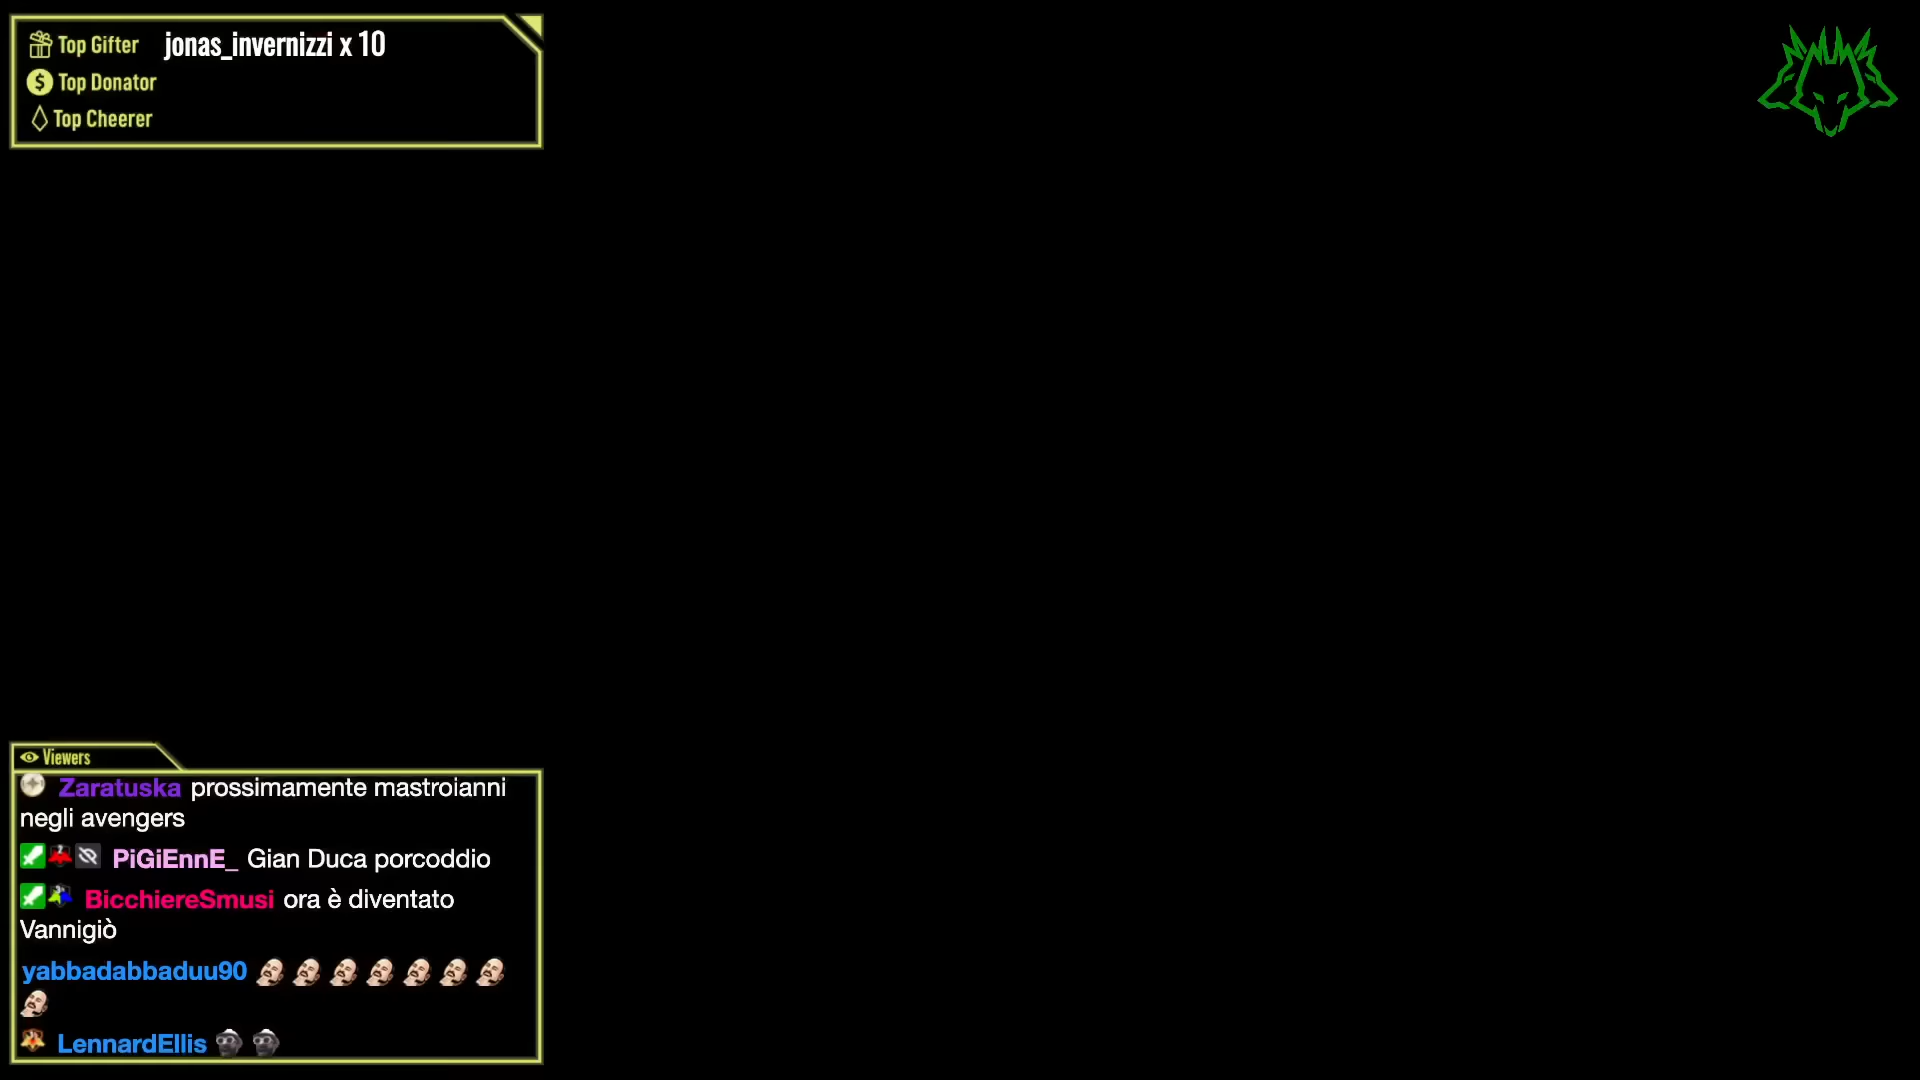 Top Gifter jonas_invernizzi x 10
Top Donator
Top Cheerer
Viewers
Zaratuska prossimamente mastroianni
negli avengers
PiGiEnnE_ Gian Duca porcoddio
BicchiereSmusi ora è diventato
Vannigiò
yabbadabbaduu90
LennardEllis